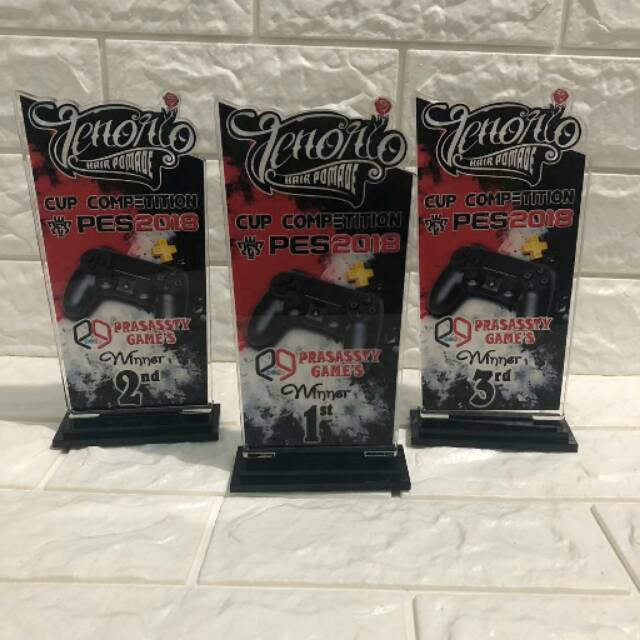 Tenorio
HAIR POMADE
CUP COMPETITION
PES2018
PRASASSTY
GAME'S
Winner
2nd
Tenorio
HAIR POMADE
CUP COMPETITION
PES2018
PRASASSTY
GAME'S
Winner
1st
Tenorio
HAIR POMADE
CUP COMPETITION
PES2018
PRASASSTY
GAME'S
Winner
3rd